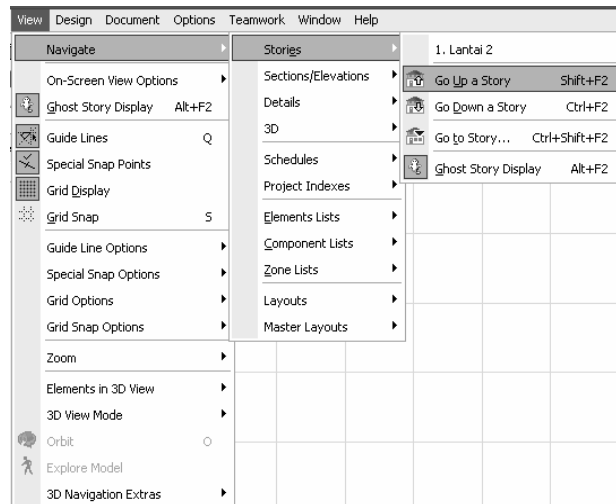 View Design Document Options Teamwork Window Help
Navigate
On-Screen View Options
Ghost Story Display Alt+F2
Guide Lines Q
Special Snap Points
Grid Display
Grid Snap S
Guide Line Options
Special Snap Options
Grid Options
Grid Snap Options
Zoom
Elements in 3D View
3D View Mode
Orbit O
Explore Model
3D Navigation Extras
Stories
Sections/Elevations
Details
3D
Schedules
Project Indexes
Elements Lists
Component Lists
Zone Lists
Layouts
Master Layouts
1. Lantai 2
Go Up a Story Shift+F2
Go Down a Story Ctrl+F2
Go to Story... Ctrl+Shift+F2
Ghost Story Display Alt+F2